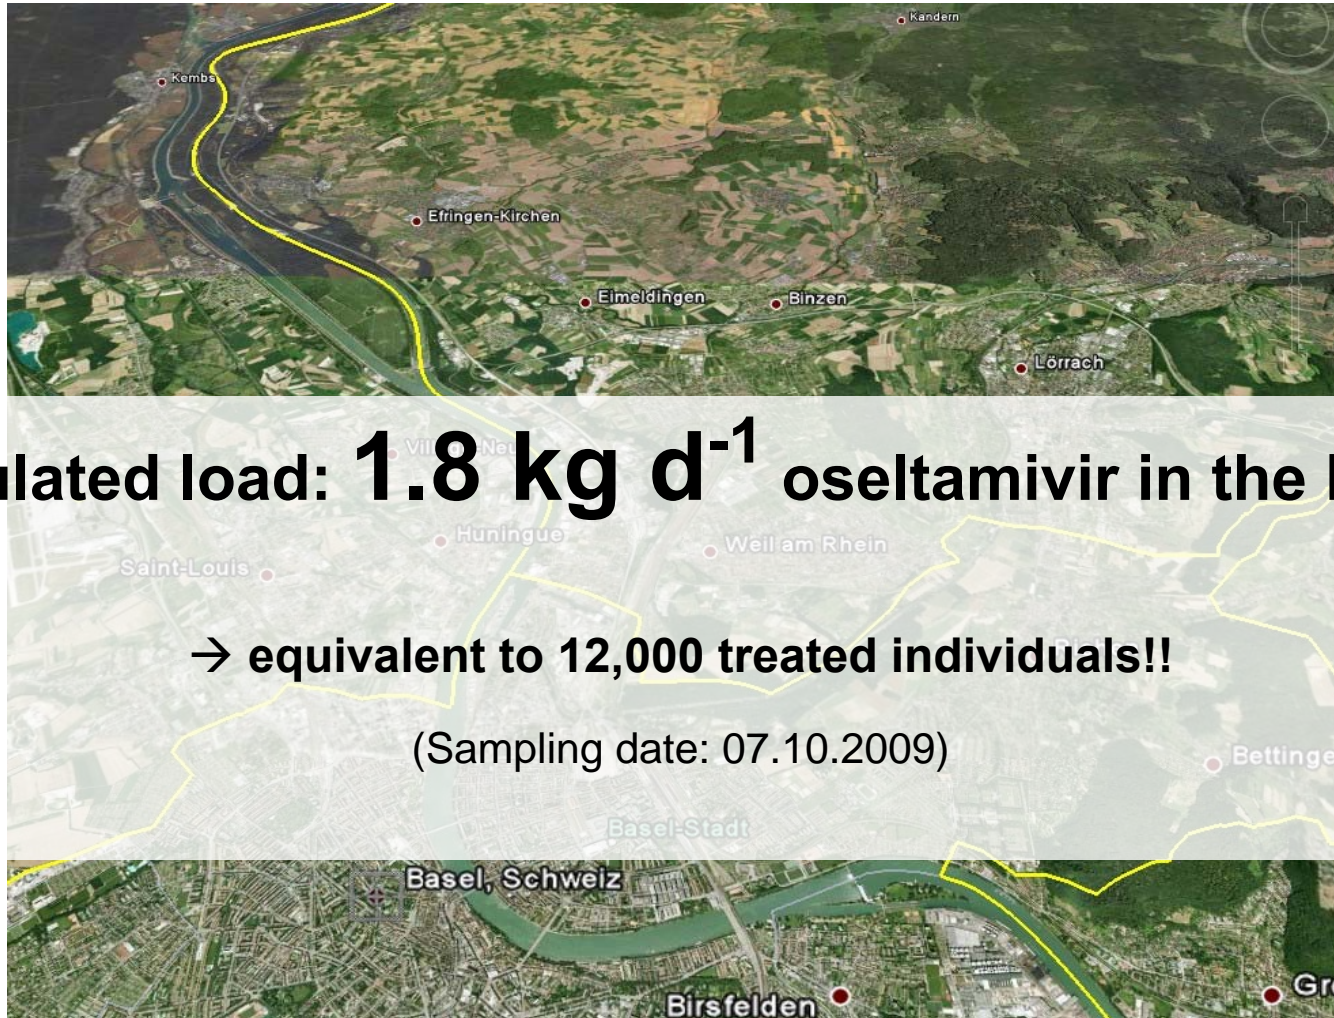 Kandern
Kembs
Efringen-Kirchen
Eimeldingen
Binzen
Lörrach
ulated load: 1.8 kg d⁻¹ oseltamivir in the
Huningue
Weil am Rhein
Saint-Louis
→ equivalent to 12,000 treated individuals!!
(Sampling date: 07.10.2009)
Bettinge
Basel-Stadt
Basel, Schweiz
Birsfelden
Gr